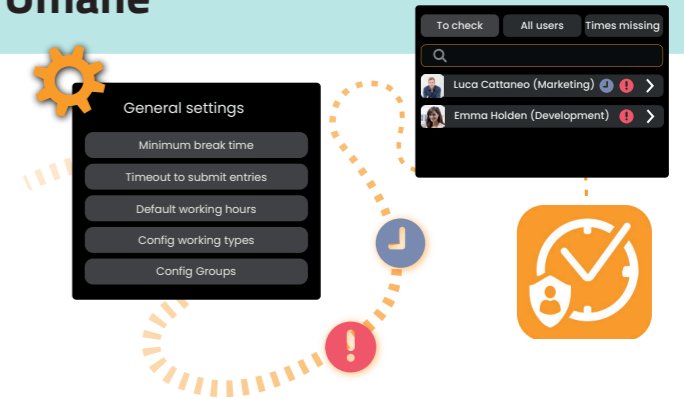 Umane
To check
All users
Times missing
Luca Cattaneo (Marketing)
Emma Holden (Development)
General settings
Minimum break time
Timeout to submit entries
Default working hours
Config working types
Config Groups